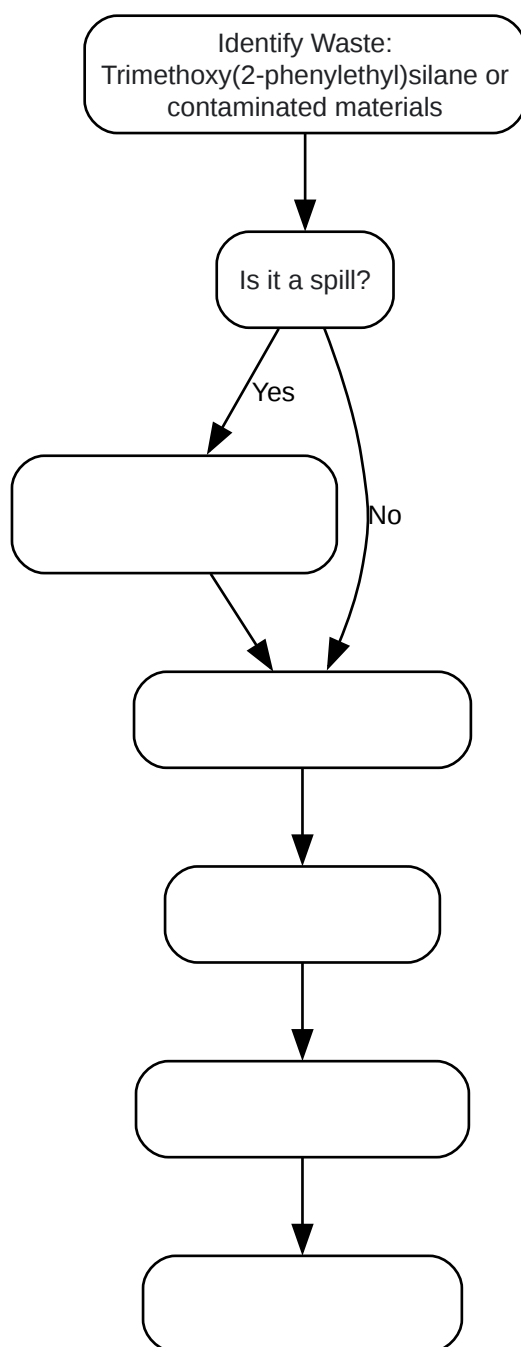 Identify Waste:
Trimethoxy(2-phenylethyl)silane or
contaminated materials
Is it a spill?
Yes
No